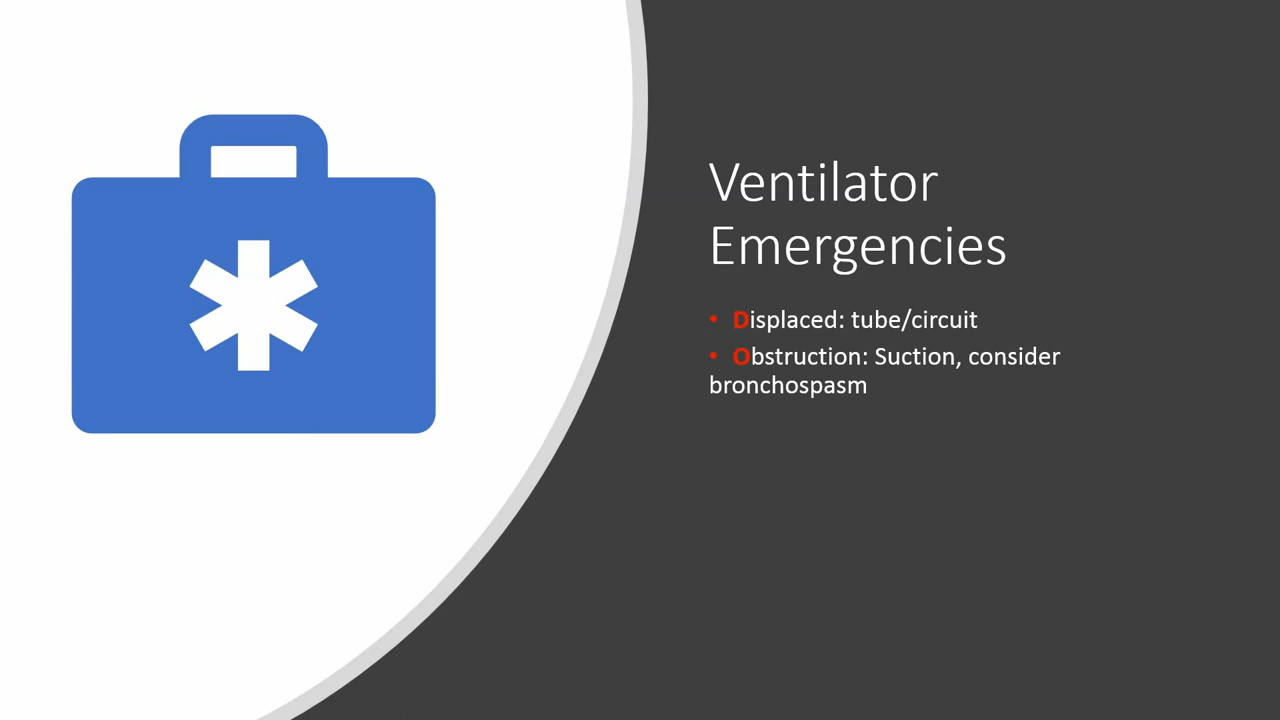 Ventilator
Emergencies
• Displaced: tube/circuit
• Obstruction: Suction, consider
bronchospasm